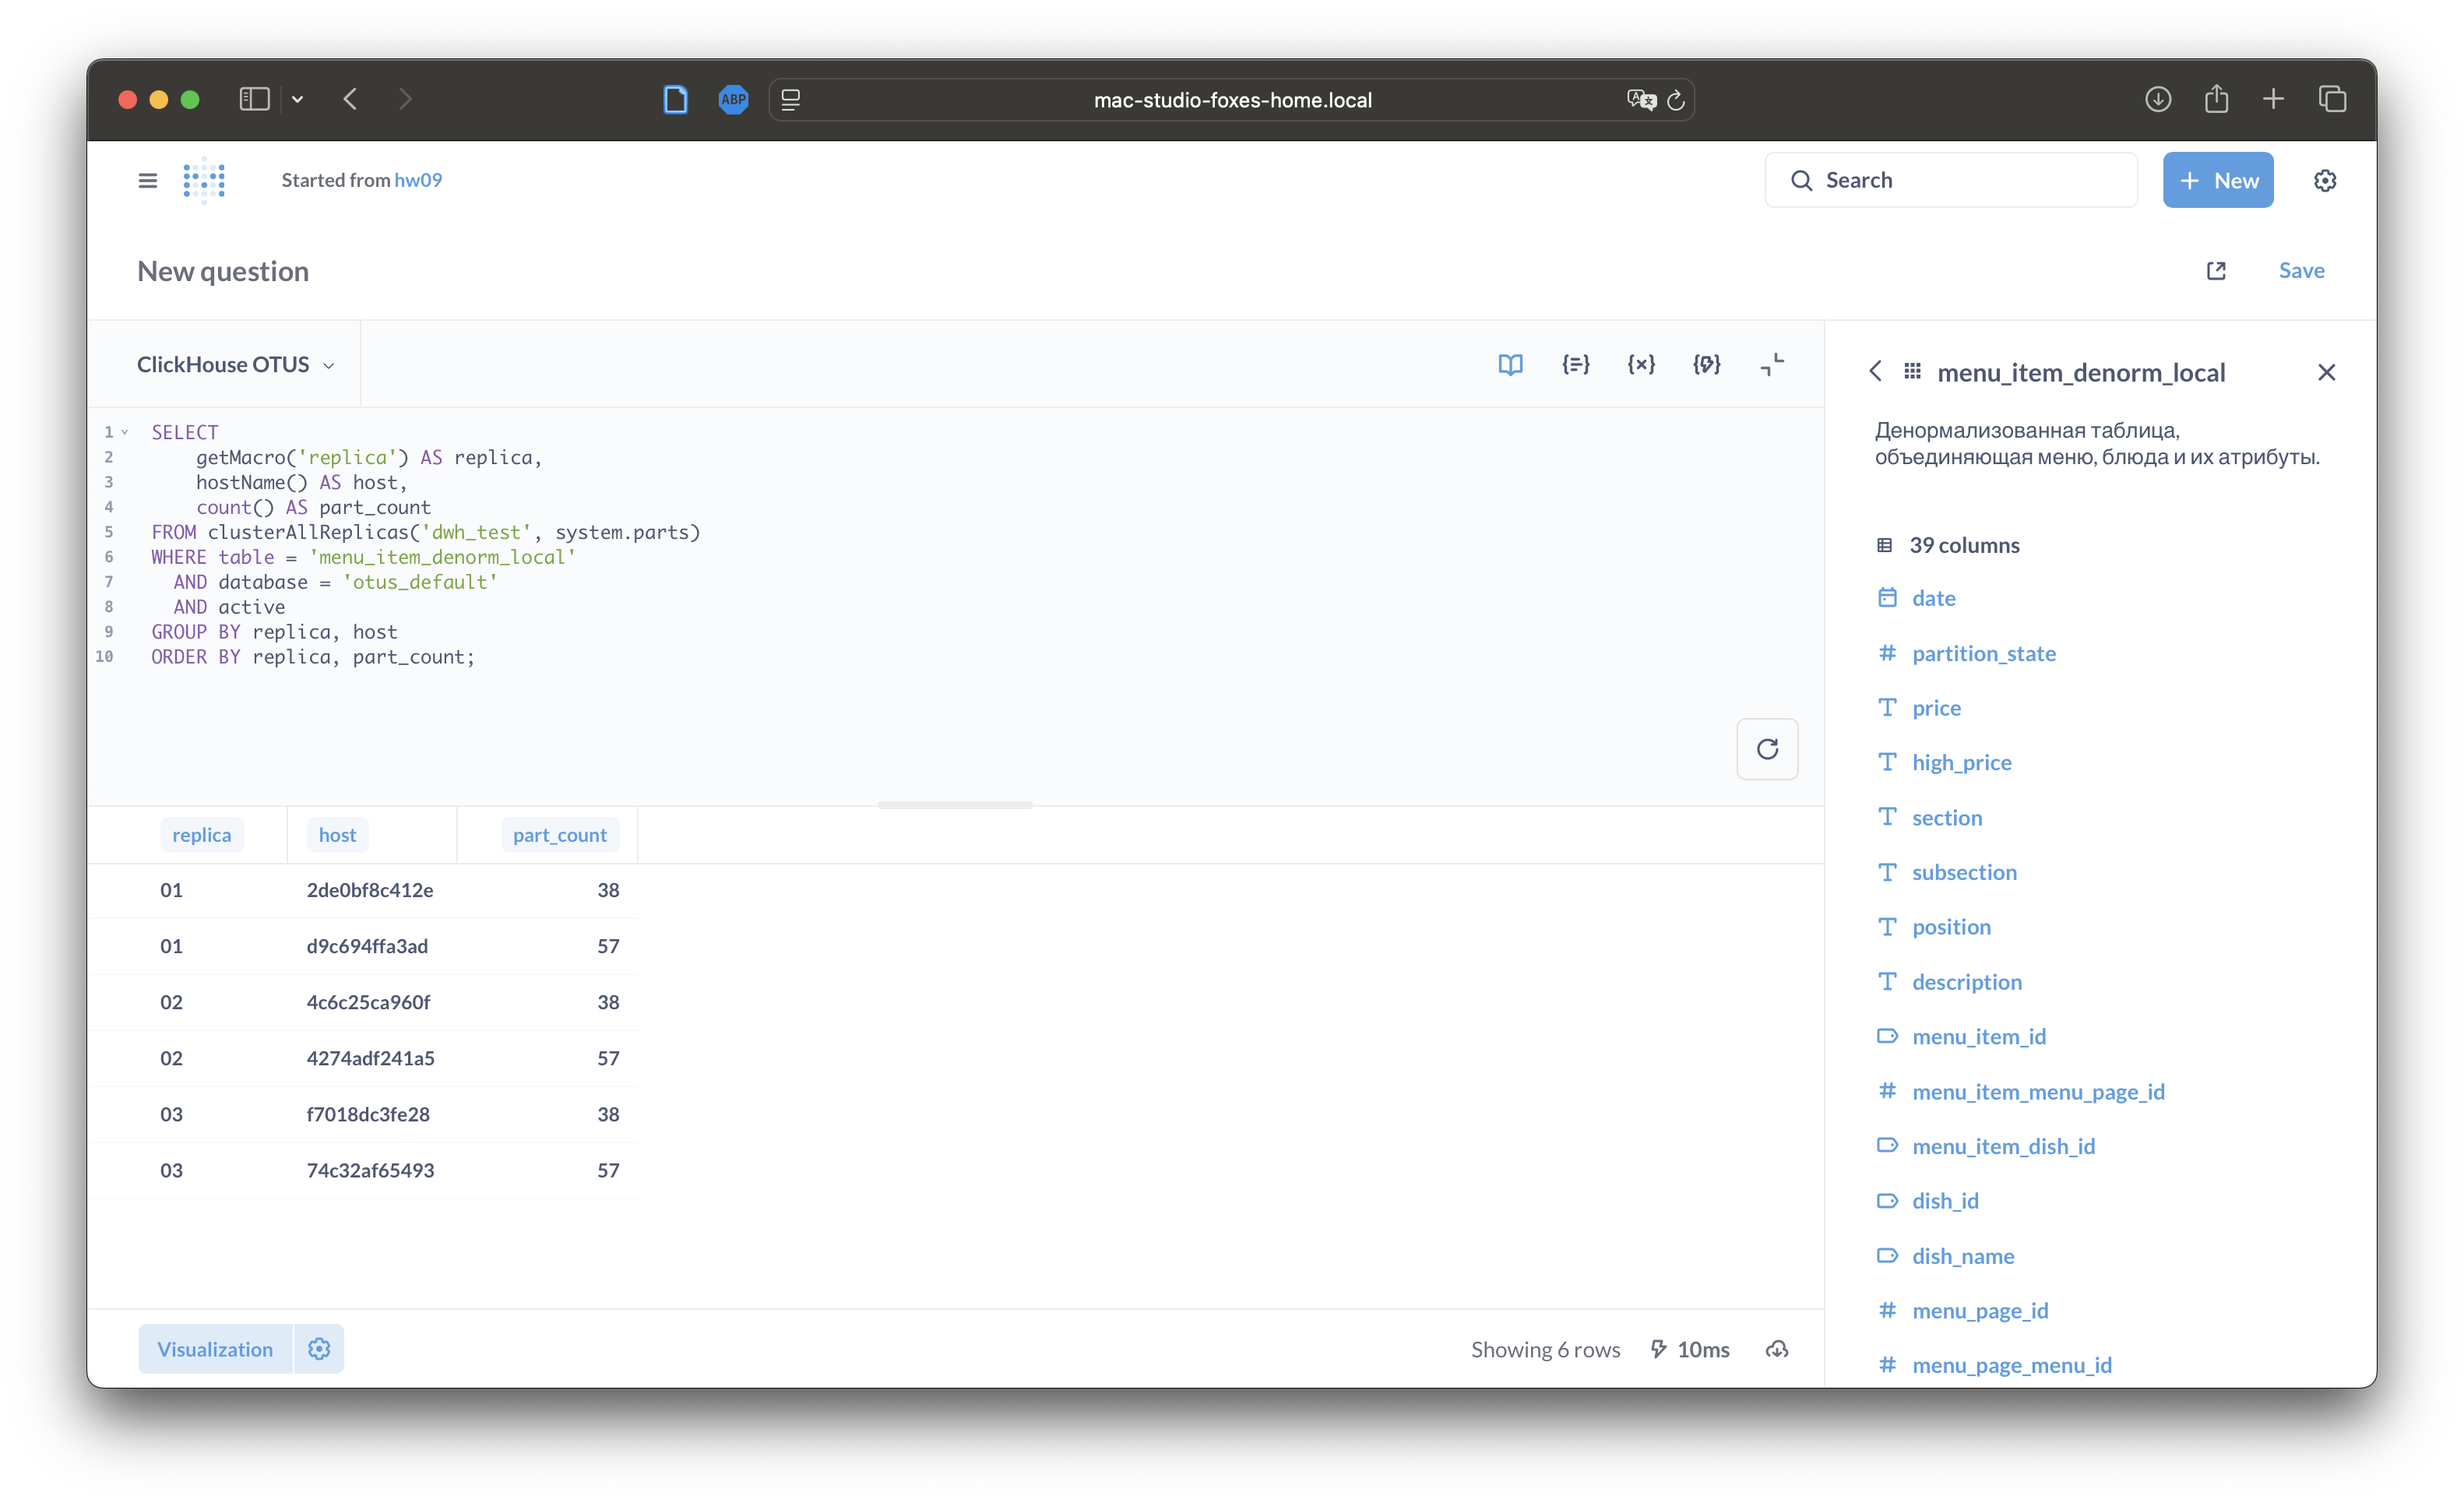 ABP
mac-studio-foxes-home.local
Started from hw09
Search
New
New question
Save
ClickHouse OTUS
1 SELECT
2 getMacro('replica') AS replica,
3 hostName() AS host,
4 count() AS part_count
5 FROM clusterAllReplicas('dwh_test', system.parts)
6 WHERE table = 'menu_item_denorm_local'
7 AND database = 'otus_default'
8 AND active
9 GROUP BY replica, host
10 ORDER BY replica, part_count;
replica host part_count
01 2de0bf8c412e 38
01 d9c694ffa3ad 57
02 4c6c25ca960f 38
02 4274adf241a5 57
03 f7018dc3fe28 38
03 74c32af65493 57
Visualization
Showing 6 rows 10ms
menu_item_denorm_local
Денормализованная таблица,
объединяющая меню, блюда и их атрибуты.
39 columns
date
partition_state
price
high_price
section
subsection
position
description
menu_item_id
menu_item_menu_page_id
menu_item_dish_id
dish_id
dish_name
menu_page_id
menu_page_menu_id